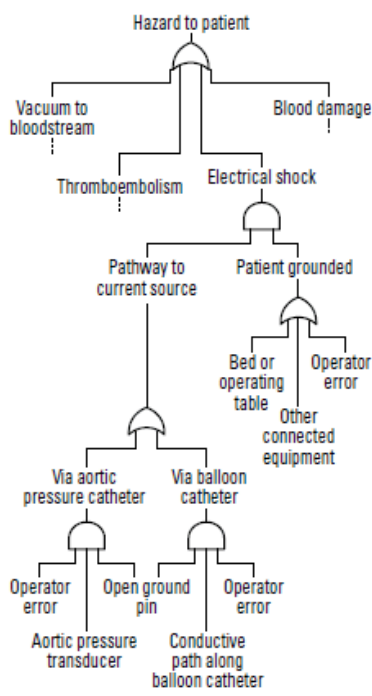 Hazard to patient
Vacuum to
bloodstream
Blood damage
Thromboembolism
Electrical shock
Pathway to
current source
Patient grounded
Bed or
operating
table
Operator
error
Other
connected
equipment
Via aortic
pressure catheter
Via balloon
catheter
Operator
error
Open ground
pin
Operator
error
Aortic pressure
transducer
Conductive
path along
balloon catheter